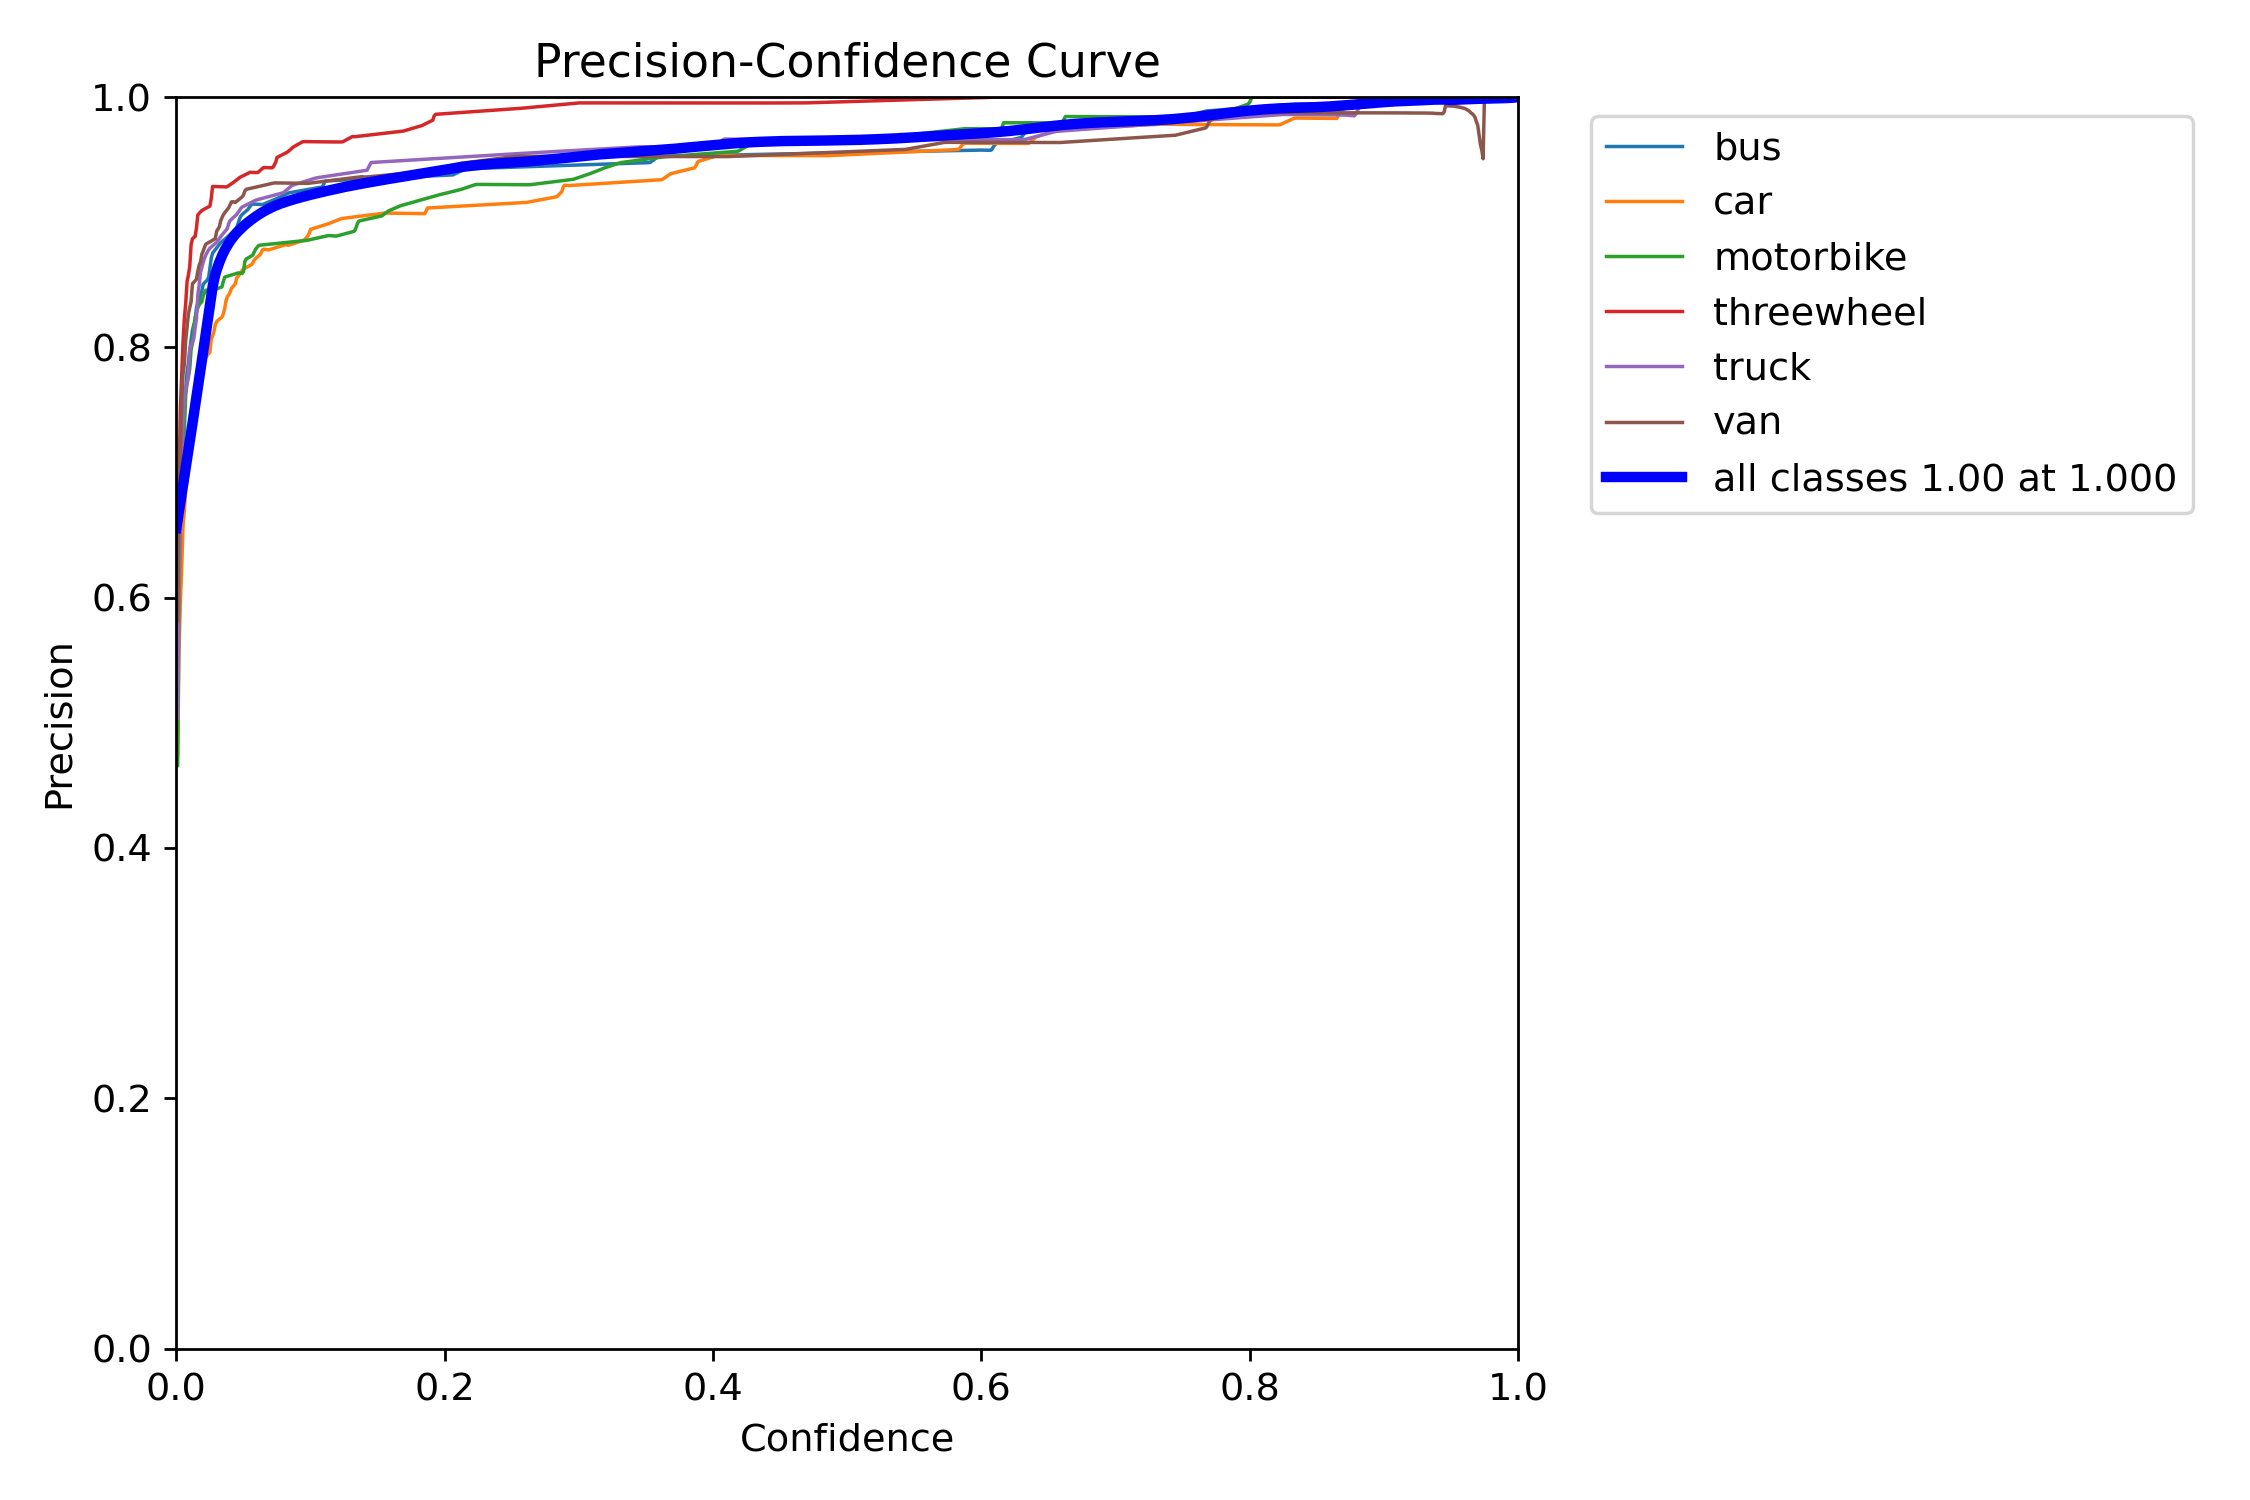 Precision-Confidence Curve
1.0
0.8
0.6
0.4
0.2
0.0
Precision
0.0 0.2 0.4 0.6 0.8 1.0
Confidence
bus
car
motorbike
threewheel
truck
van
all classes 1.00 at 1.000